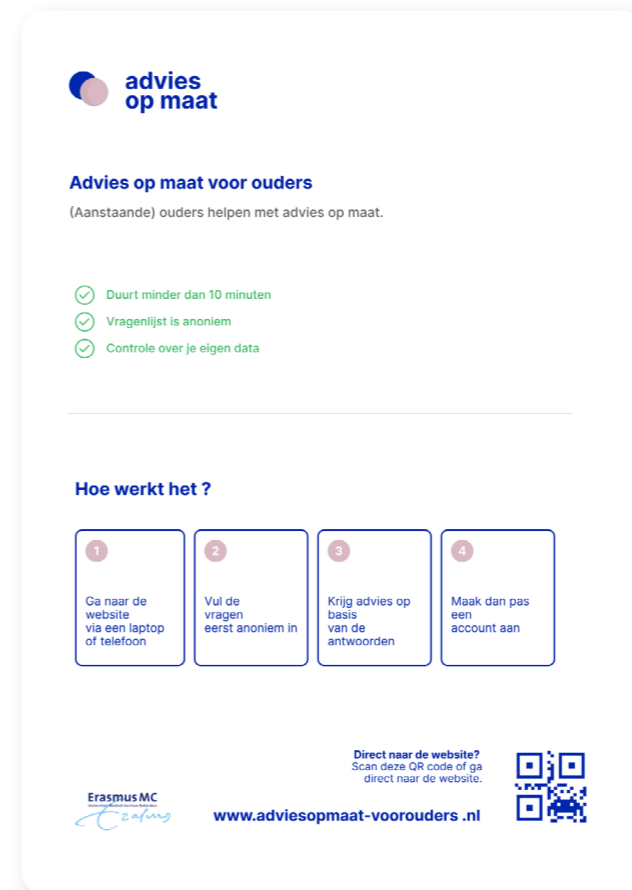 advies
op maat
Advies op maat voor ouders
(Aanstaande) ouders helpen met advies op maat.
Duurt minder dan 10 minuten
Vragenlijst is anoniem
Controle over je eigen data
Hoe werkt het ?
1
Ga naar de
website
via een laptop
of telefoon
2
Vul de
vragen
eerst anoniem in
3
Krijg advies op
basis
van de
antwoorden
4
Maak dan pas
een
account aan
Direct naar de website?
Scan deze QR code of ga
direct naar de website.
www.adviesopmaat-voorouders .nl
Erasmus MC
Erasmus